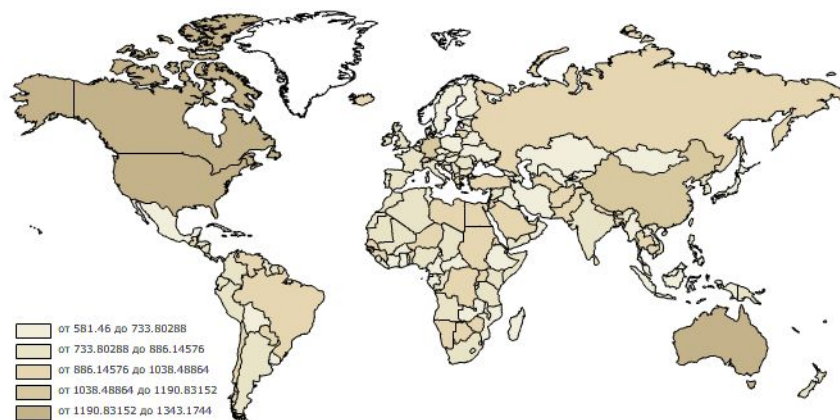 от 581.46 до 733.80288
от 733.80288 до 886.14576
от 886.14576 до 1038.48864
от 1038.48864 до 1190.83152
от 1190.83152 до 1343.1744